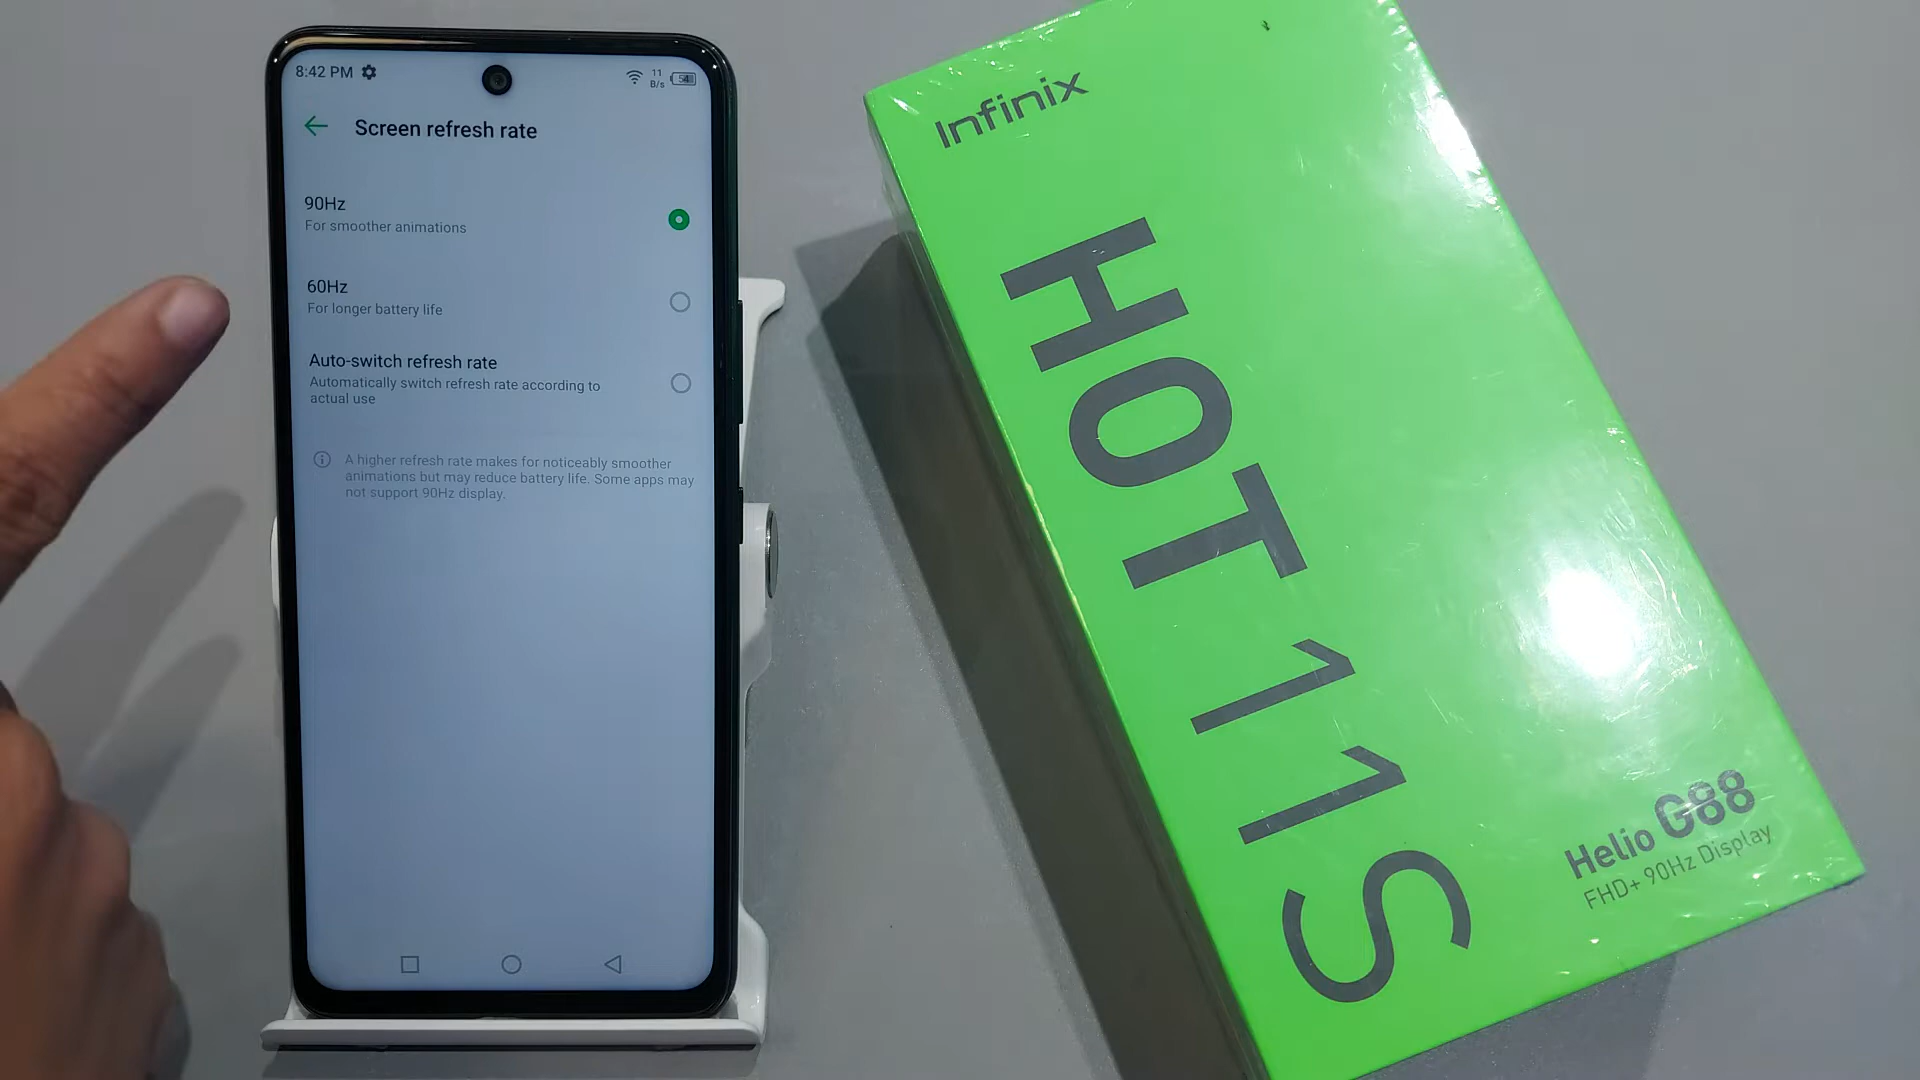 8:42 PM
11
B/s
54
Screen refresh rate
90Hz
For smoother animations
60Hz
For longer battery life
Auto-switch refresh rate
Automatically switch refresh rate according to
actual use
A higher refresh rate makes for noticeably smoother
animations but may reduce battery life. Some apps may
not support 90Hz display.
Infinix
HOT 11S
Helio G88
FHD+ 90Hz Display